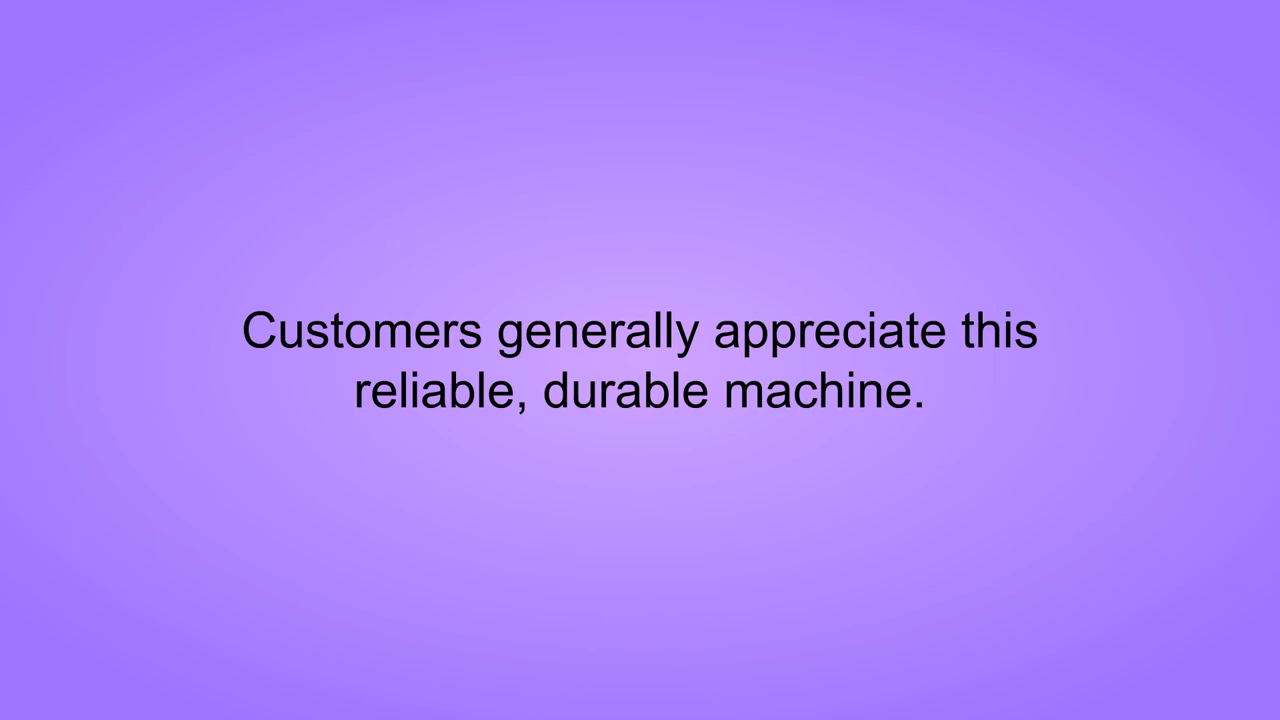 Customers generally appreciate this
reliable, durable machine.